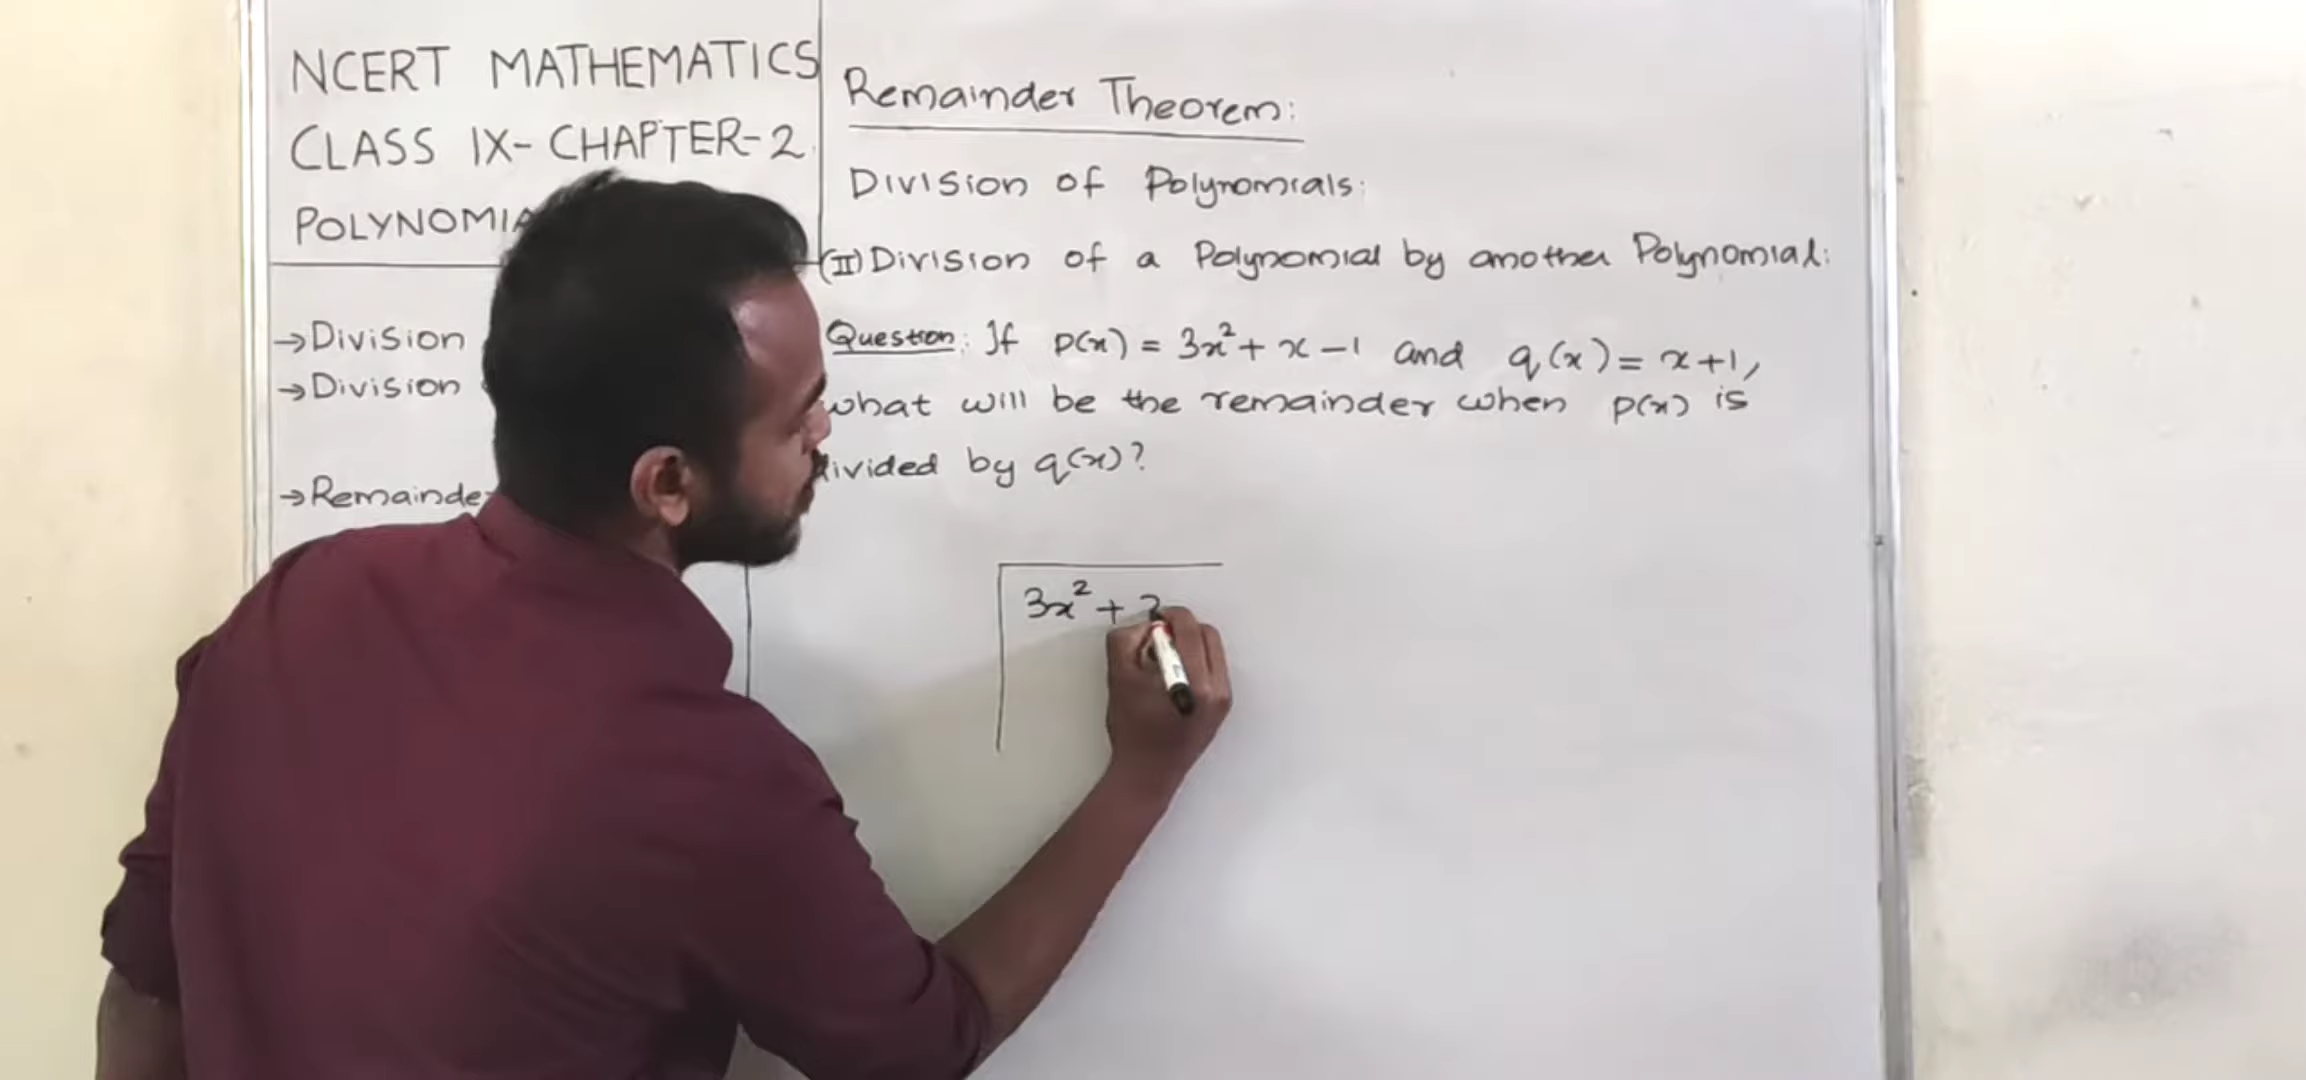 NCERT MATHEMATICS
CLASS IX- CHAPTER-2
POLYNOMIA
→Division
→Division
→Remainde
Remainder Theorem:
Division of Polynomials:
(II) Division of a Polynomial by another Polynomial:
Question: If p(x) = 3x² + x - 1 and q(x) = x+1,
what will be the remainder when p(x) is
divided by q(x)?
3x² +